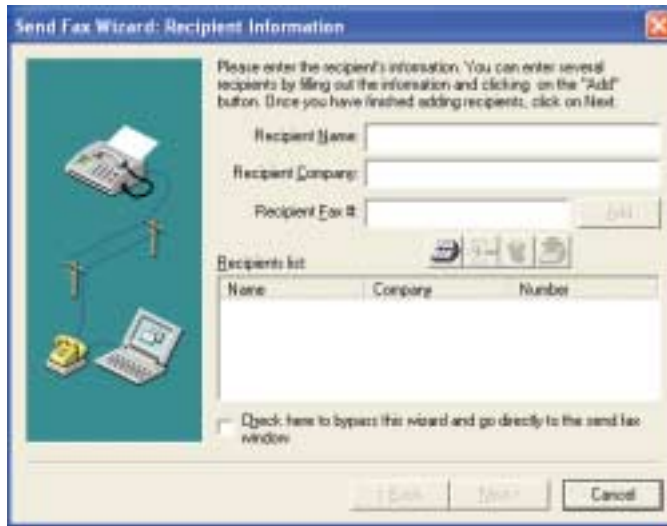 Send Fax Wizard: Recipient Information
Please enter the recipient's information. You can enter several
recipients by filling out the information and clicking on the "Add"
button. Once you have finished adding recipients, click on Next.
Recipient Name:
Recipient Company:
Recipient Fax #:
Add
Recipients list
Name Company Number
Check here to bypass this wizard and go directly to the send fax
window
< Back Next > Cancel